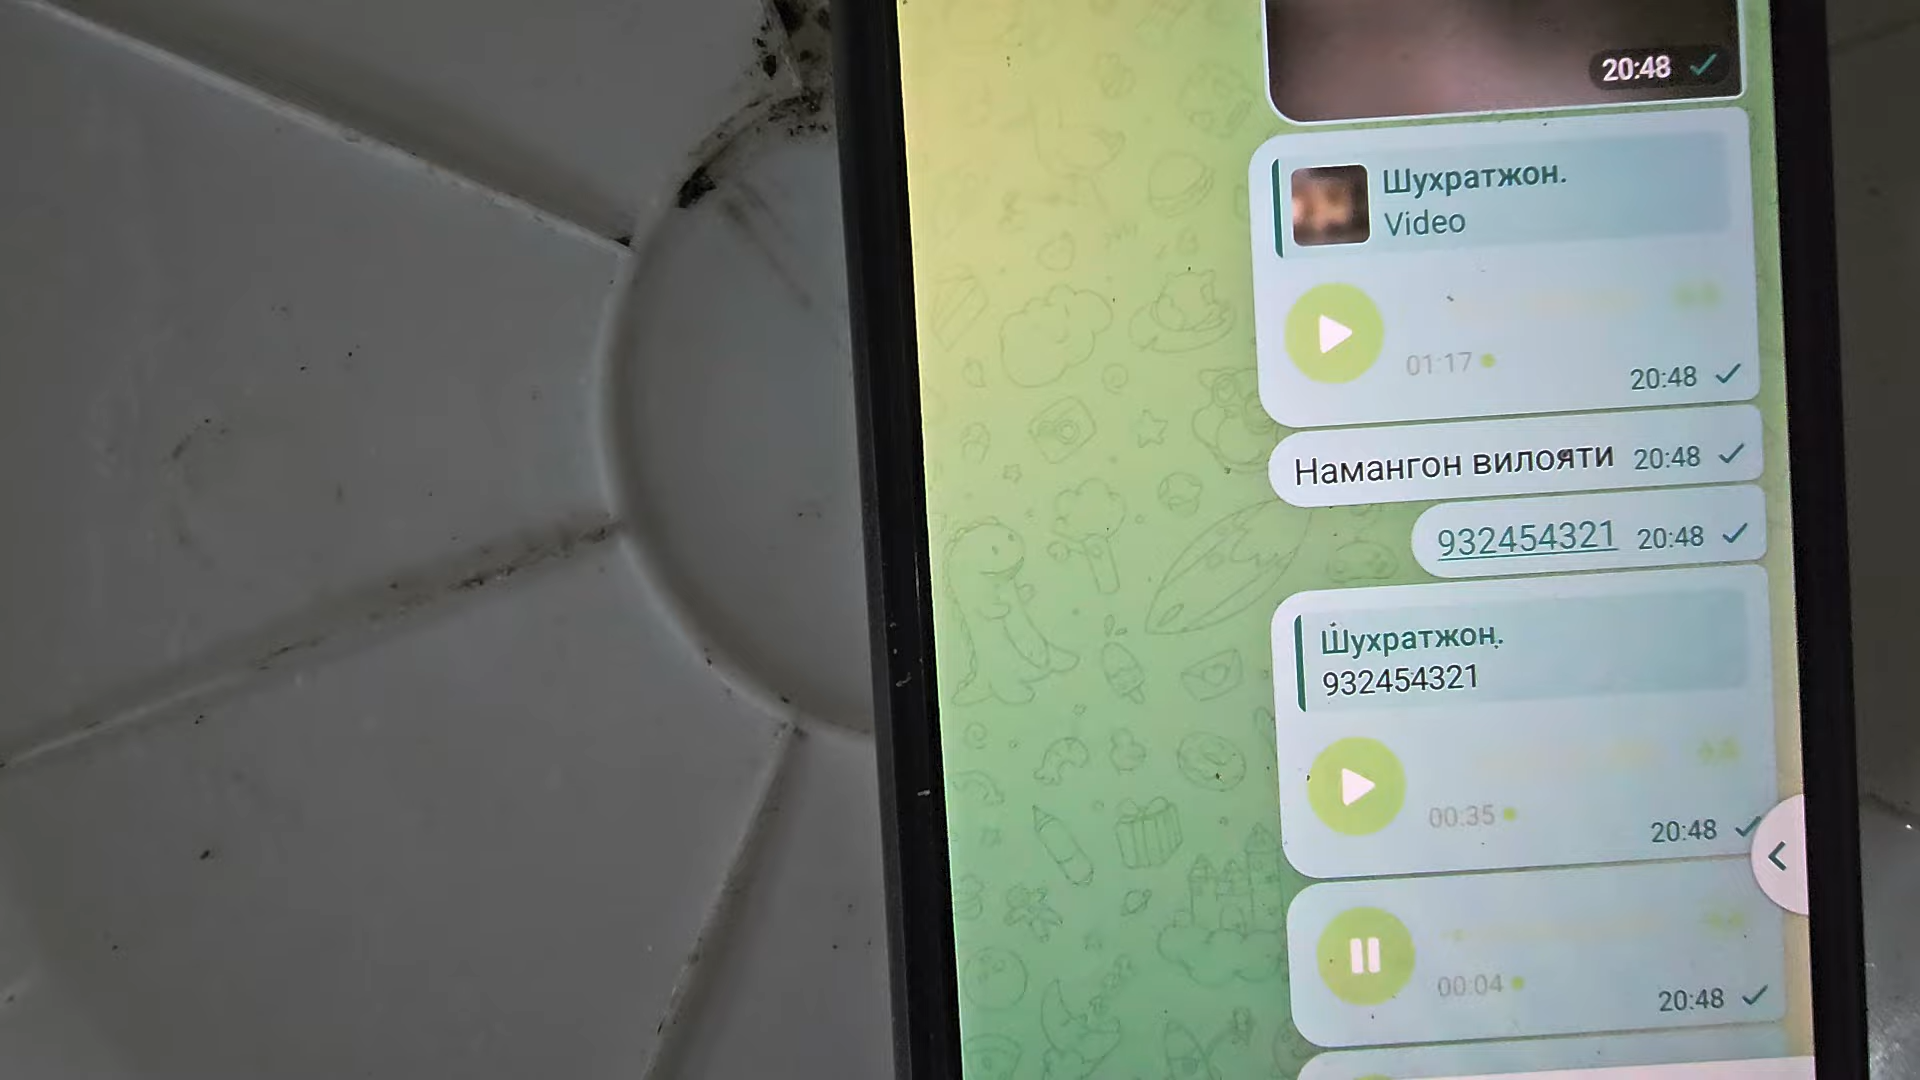 20:48
Шухратжон.
Video
01:17
20:48
Намангон вилояти 20:48
932454321 20:48
Шухратжон.
932454321
00:35
20:48
00:04
20:48